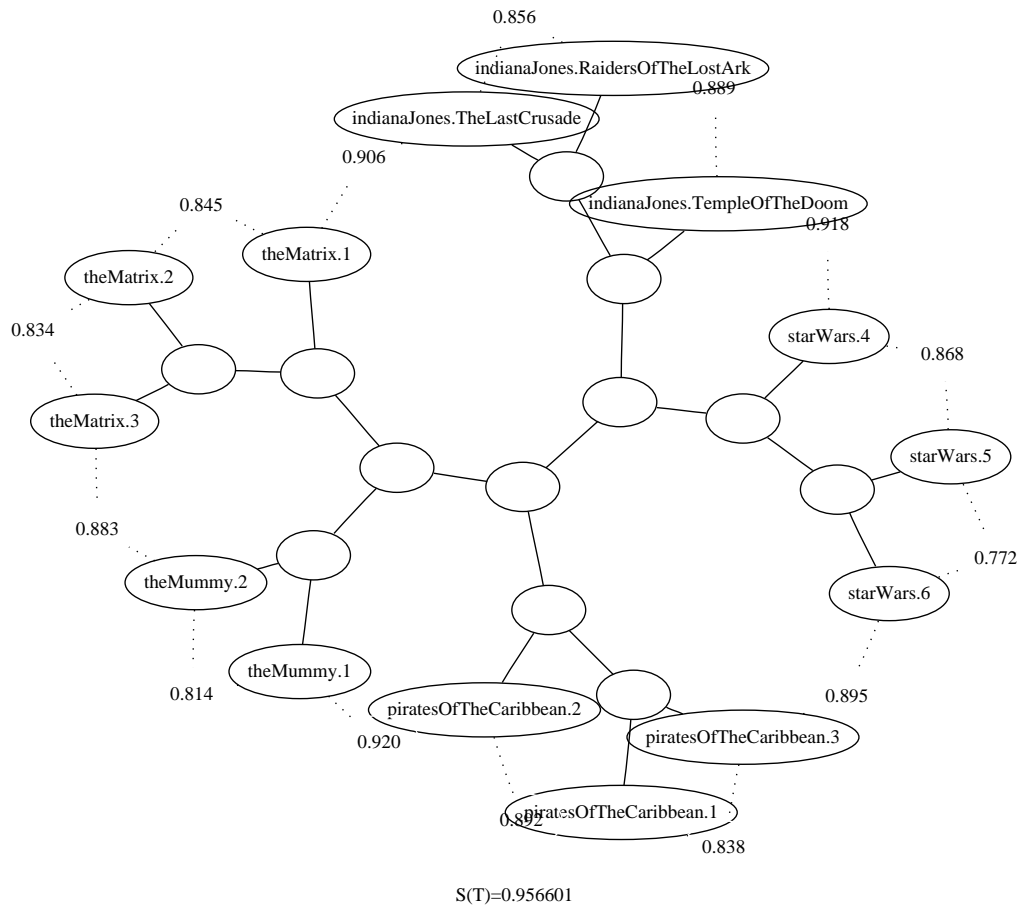 0.856
indianaJones.RaidersOfTheLostArk
0.889
indianaJones.TheLastCrusade
0.906
indianaJones.TempleOfTheDoom
0.845
0.918
theMatrix.1
theMatrix.2
0.834
starWars.4
0.868
theMatrix.3
starWars.5
0.883
0.772
theMummy.2
starWars.6
theMummy.1
0.814
0.895
piratesOfTheCaribbean.2
0.920
piratesOfTheCaribbean.3
piratesOfTheCaribbean.1
0.892
0.838
S(T)=0.956601